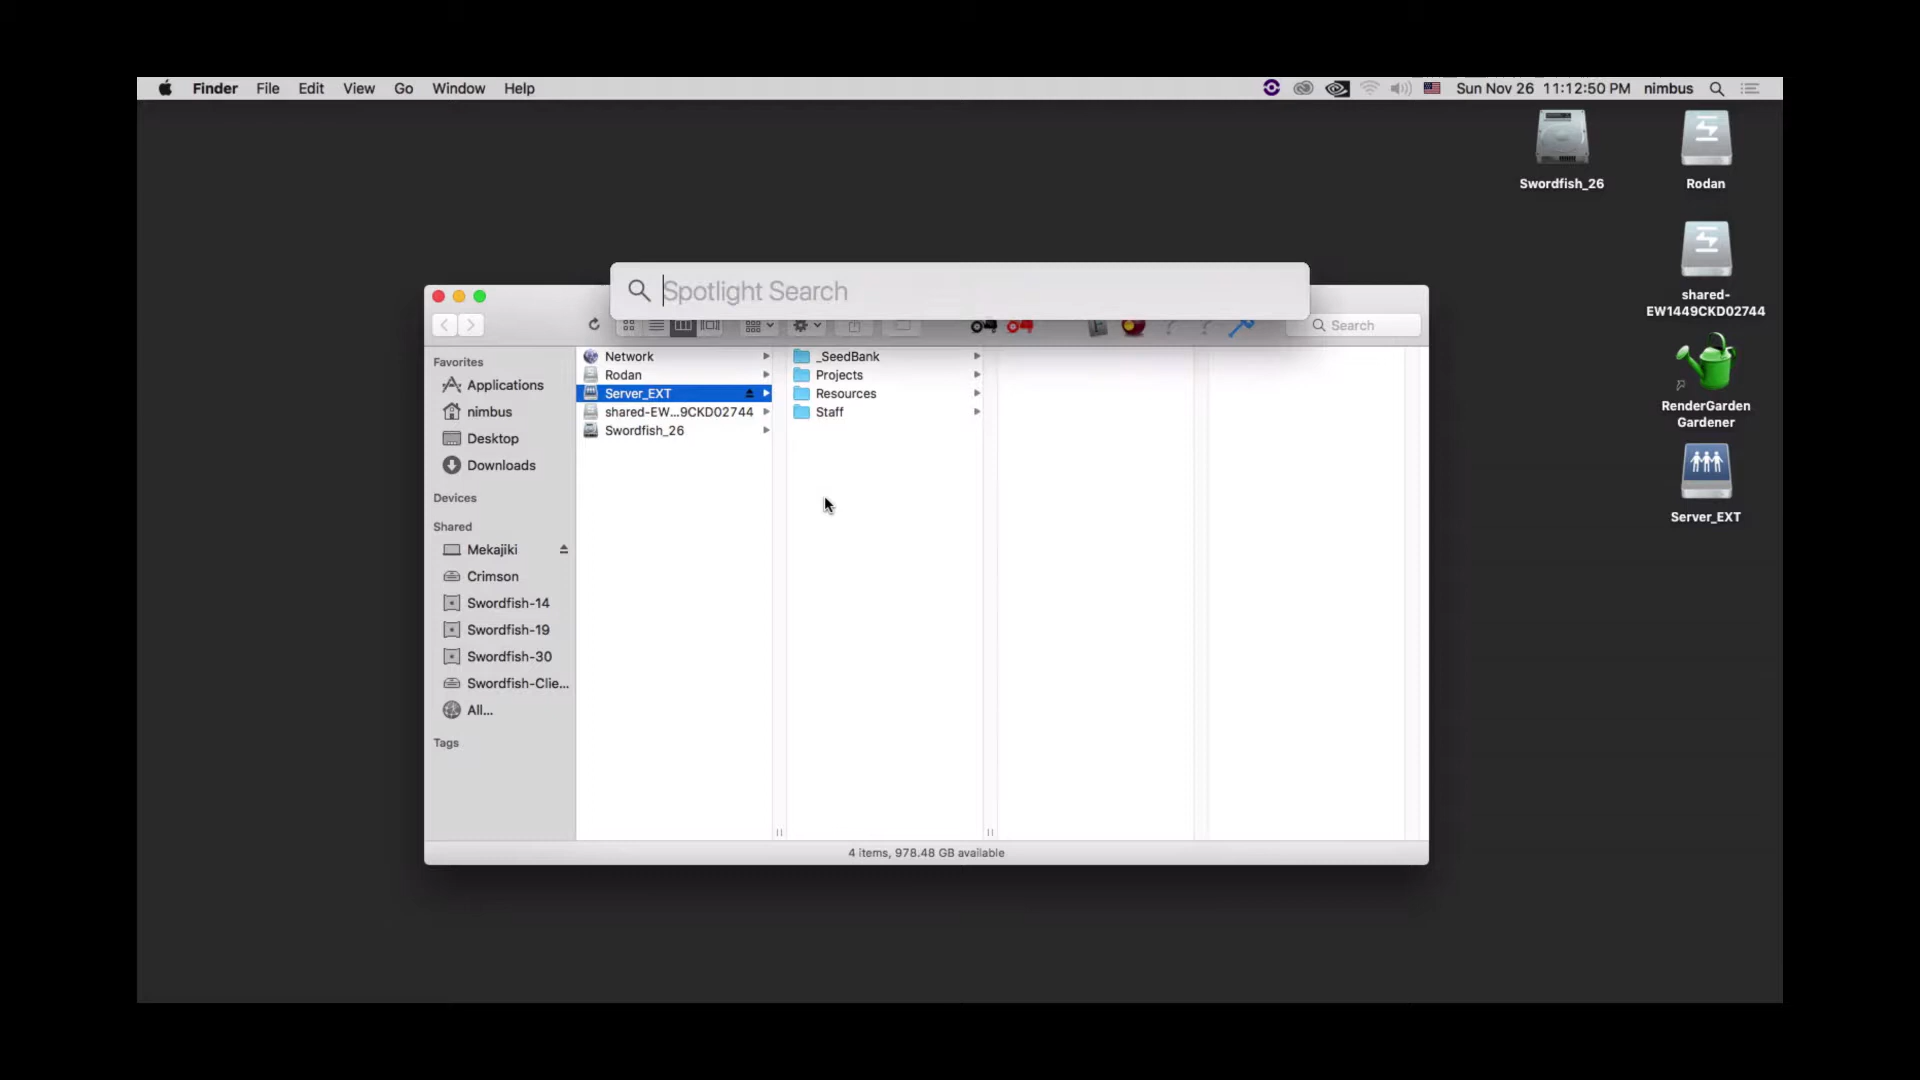 Finder File Edit View Go Window Help
Sun Nov 26 11:12:50 PM nimbus
Swordfish_26
Rodan
shared-
EW1449CKD02744
RenderGarden
Gardener
Server_EXT
Spotlight Search
Search
Favorites
Applications
nimbus
Desktop
Downloads
Devices
Shared
Mekajiki
Crimson
Swordfish-14
Swordfish-19
Swordfish-30
Swordfish-Clie...
All...
Tags
Network
Rodan
Server_EXT
shared-EW...9CKD02744
Swordfish_26
_SeedBank
Projects
Resources
Staff
4 items, 978.48 GB available